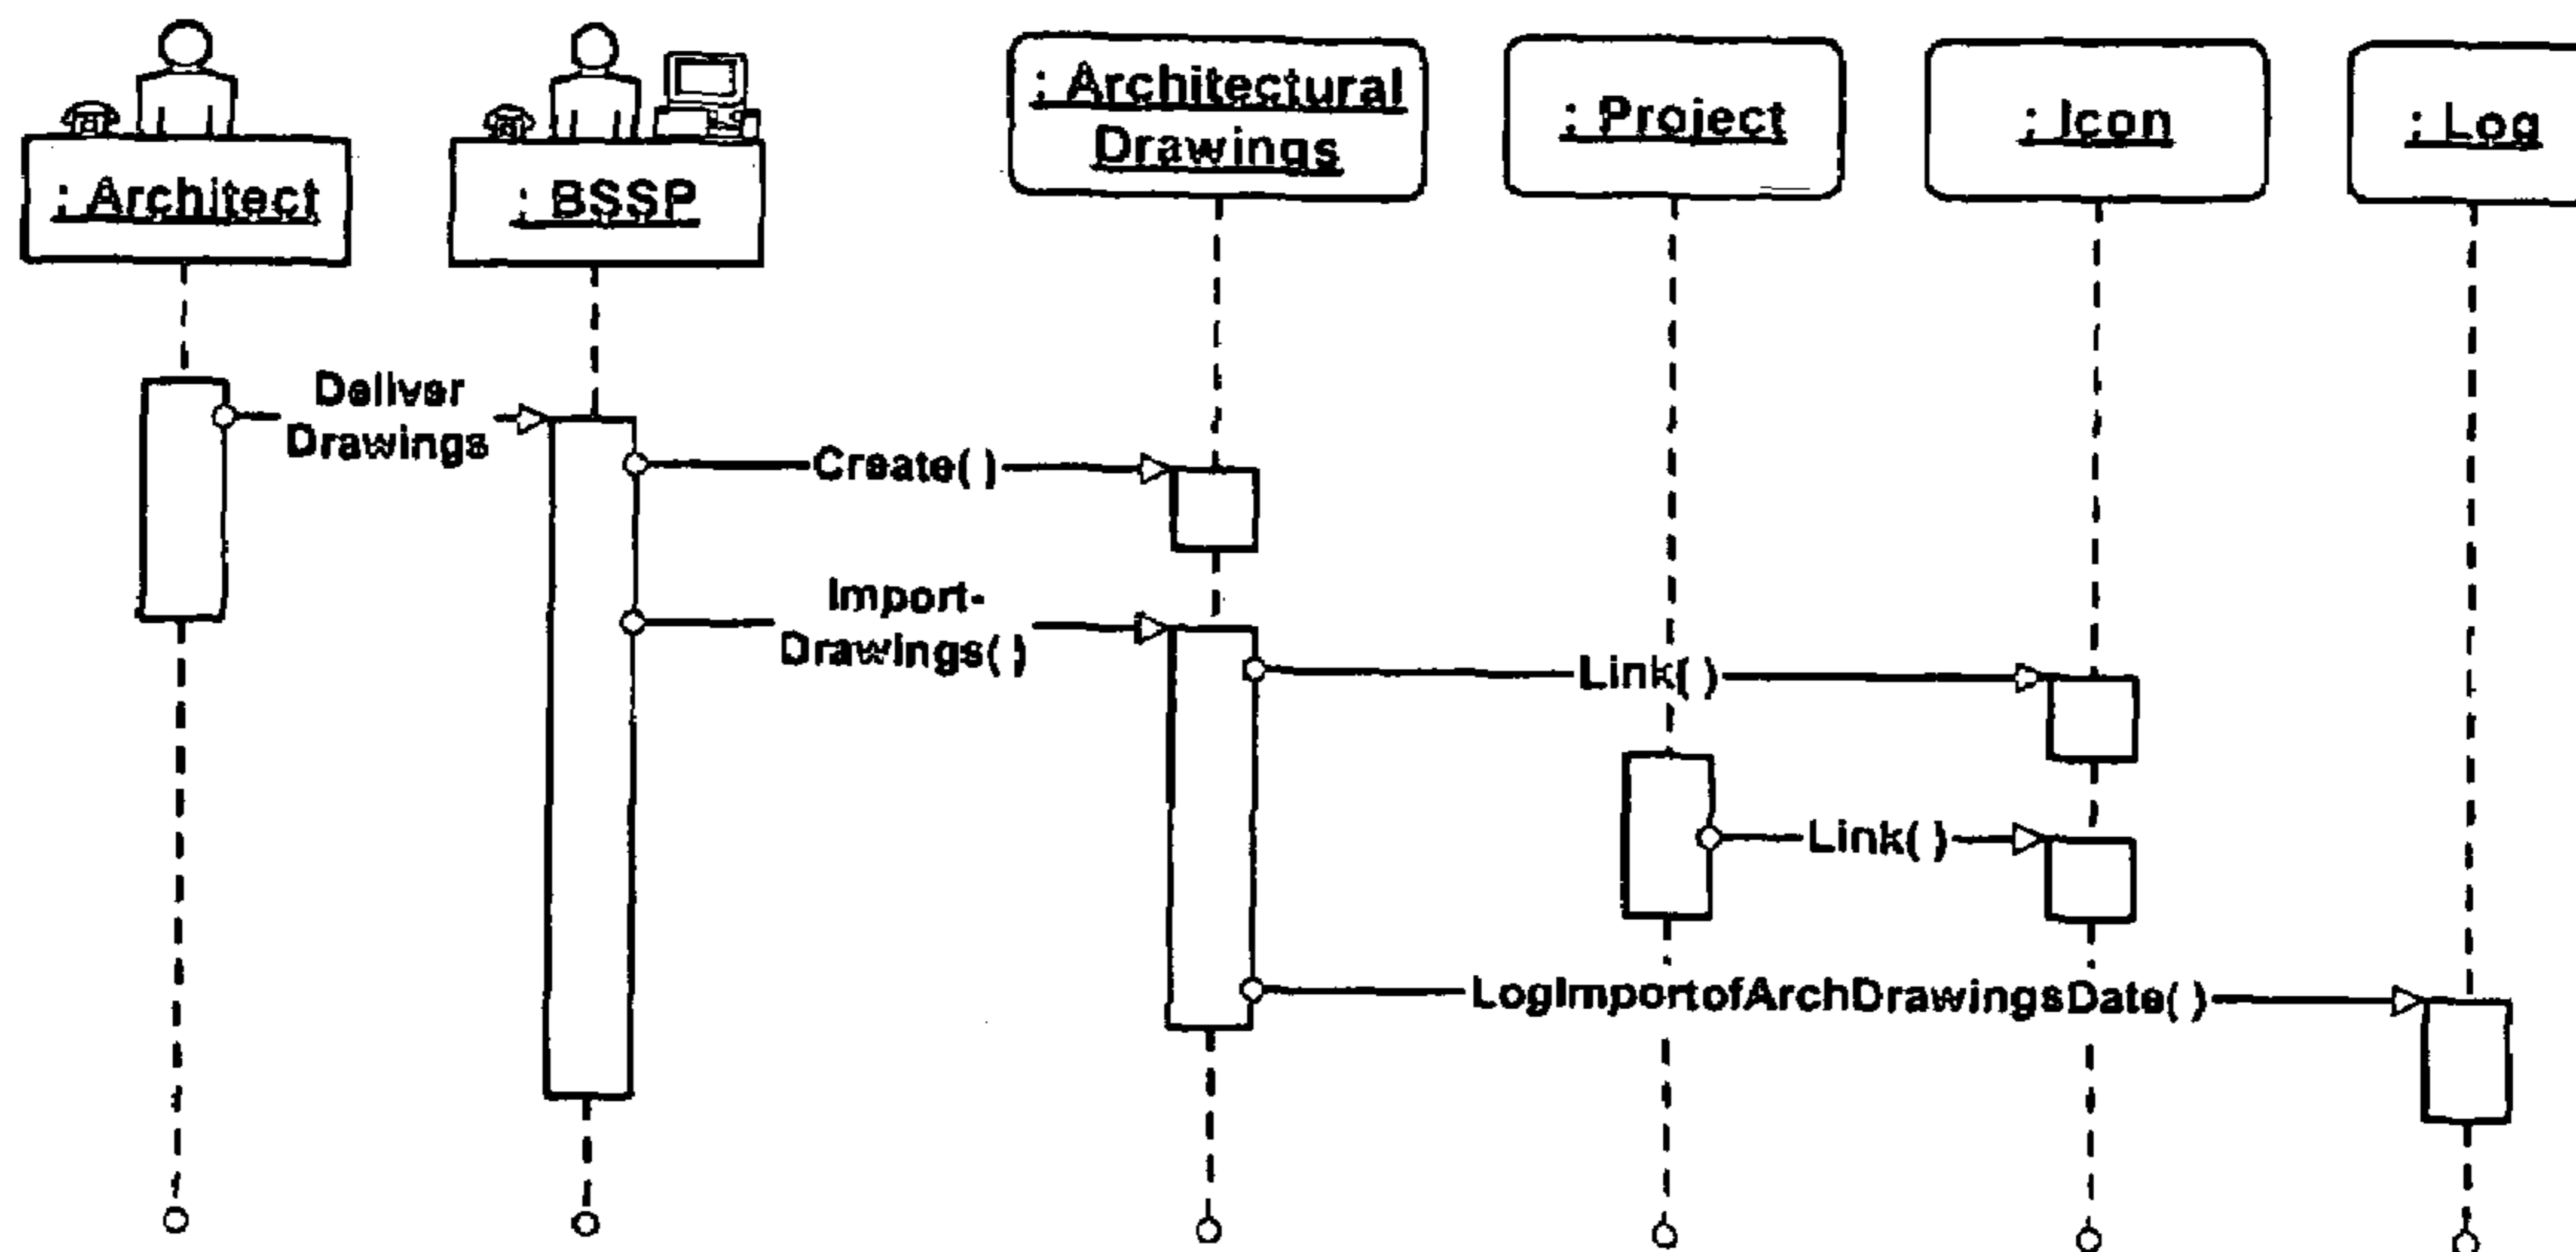 : Architect
: BSSP
: Architectural
Drawings
: Project
: Icon
: Log
Deliver
Drawings
Create( )
Import-
Drawings( )
Link( )
Link( )
LogImportofArchDrawingsDate( )